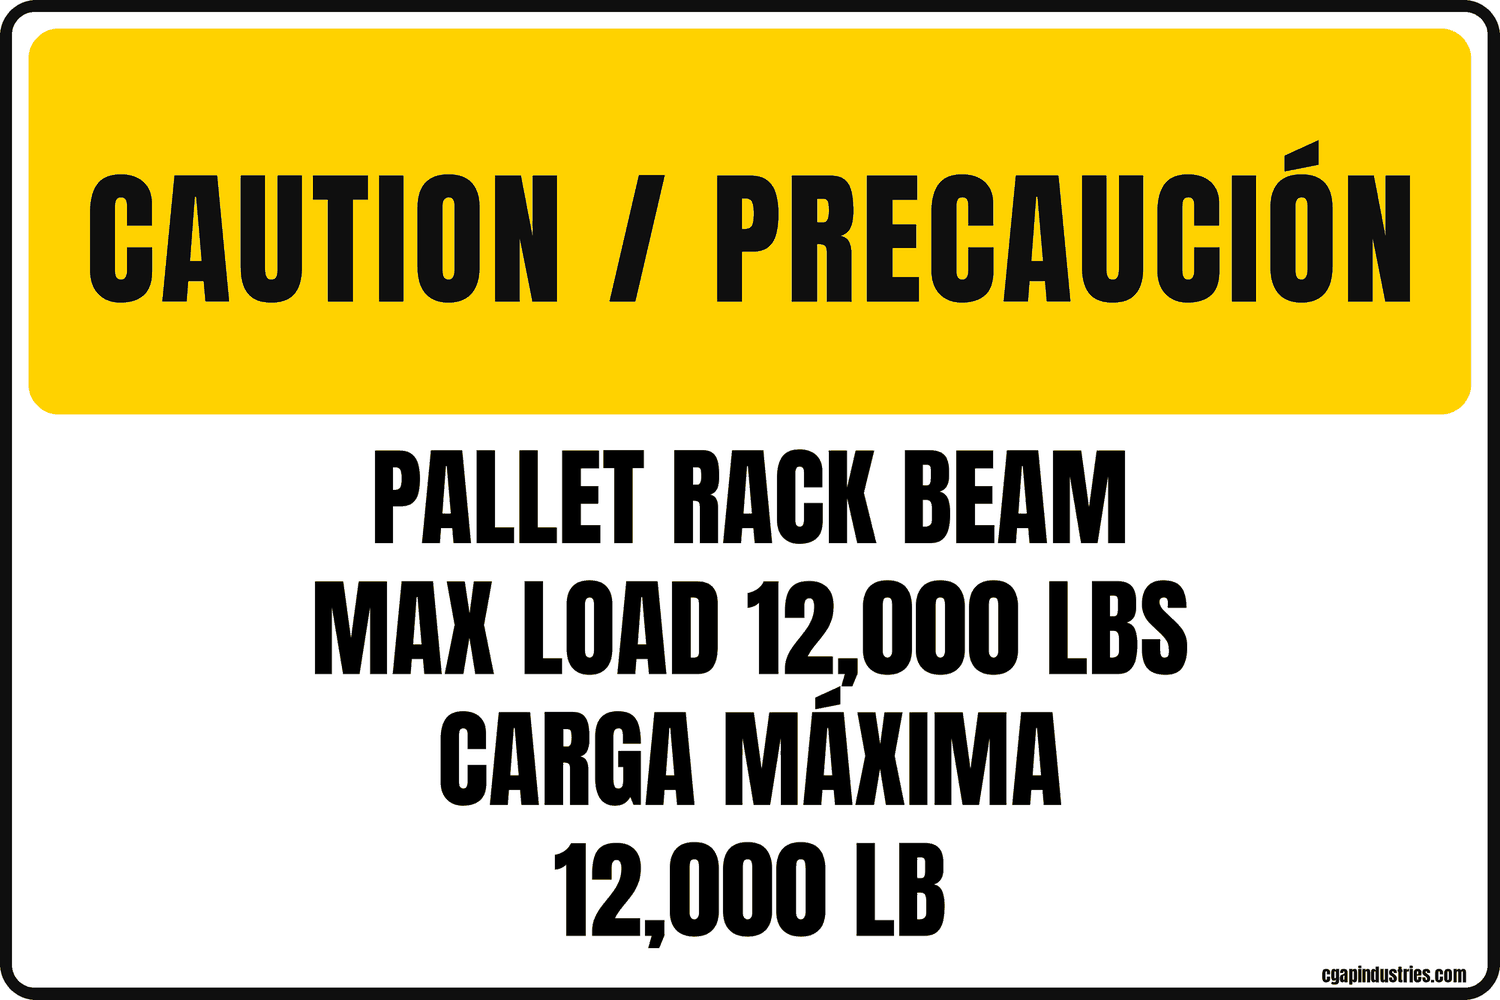 CAUTION / PRECAUCIÓN
PALLET RACK BEAM
MAX LOAD 12,000 LBS
CARGA MÁXIMA
12,000 LB
cgapindustries.com